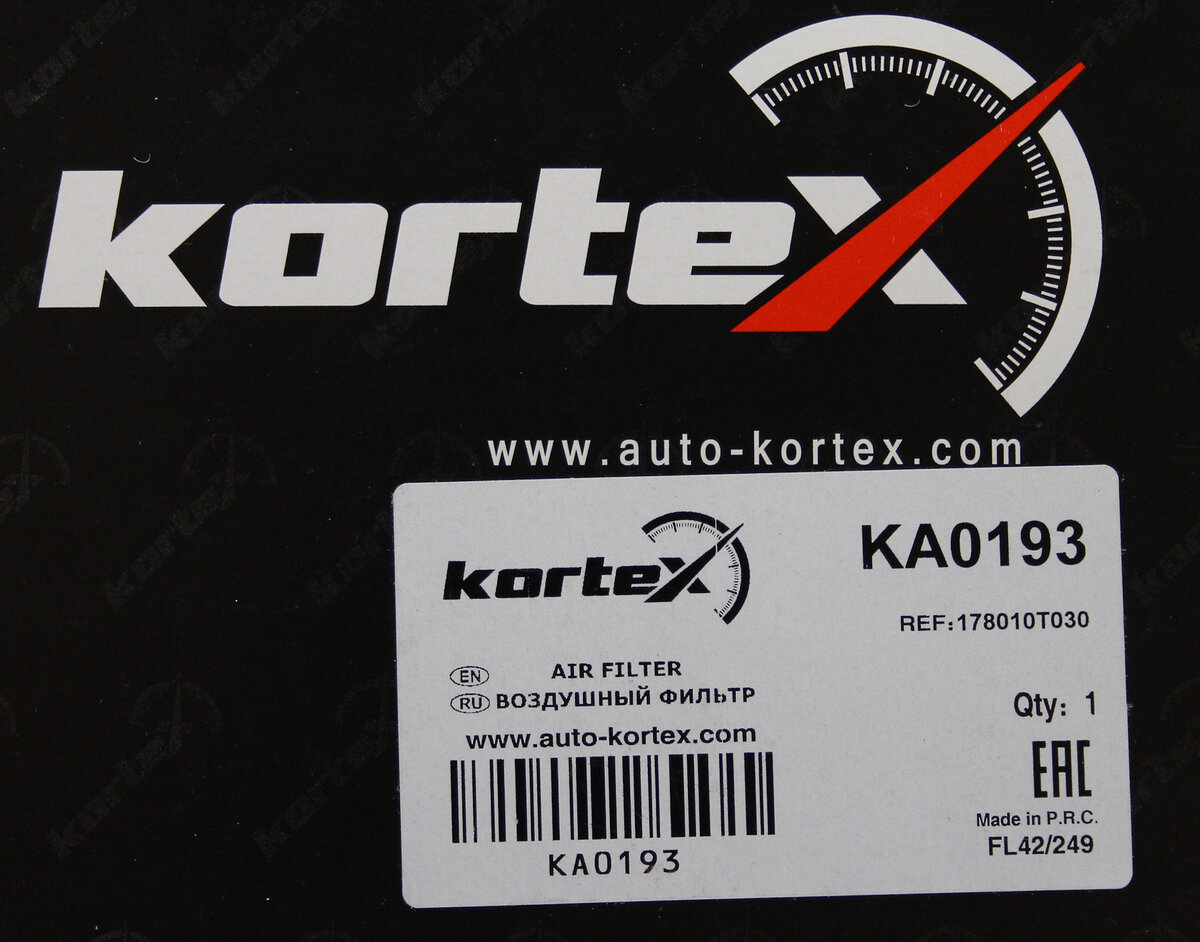 kortex
www.auto-kortex.com
kortex
KA0193
REF:178010T030
EN AIR FILTER
RU ВОЗДУШНЫЙ ФИЛЬТР
www.auto-kortex.com
Qty: 1
EAC
Made in P.R.C.
FL42/249
KA0193